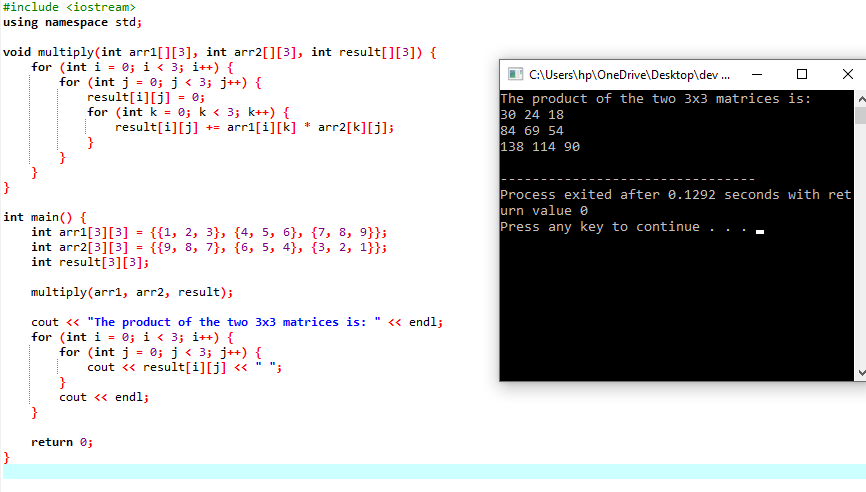 #include <iostream>
using namespace std;
void multiply(int arr1[][3], int arr2[][3], int result[][3]) {
for (int i = 0; i < 3; i++) {
for (int j = 0; j < 3; j++) {
result[i][j] = 0;
for (int k = 0; k < 3; k++) {
result[i][j] += arr1[i][k] * arr2[k][j];
}
}
}
}
int main() {
int arr1[3][3] = {{1, 2, 3}, {4, 5, 6}, {7, 8, 9}};
int arr2[3][3] = {{9, 8, 7}, {6, 5, 4}, {3, 2, 1}};
int result[3][3];
multiply(arr1, arr2, result);
cout << "The product of the two 3x3 matrices is: " << endl;
for (int i = 0; i < 3; i++) {
for (int j = 0; j < 3; j++) {
cout << result[i][j] << " ";
}
cout << endl;
}
return 0;
}
C:\Users\hp\OneDrive\Desktop\dev ...
The product of the two 3x3 matrices is:
30 24 18
84 69 54
138 114 90
--------------------------------
Process exited after 0.1292 seconds with ret
urn value 0
Press any key to continue . . .